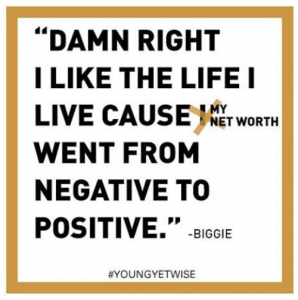 “DAMN RIGHT
I LIKE THE LIFE I
LIVE CAUSE I MY NET WORTH
WENT FROM
NEGATIVE TO
POSITIVE.” -BIGGIE
#YOUNGYETWISE